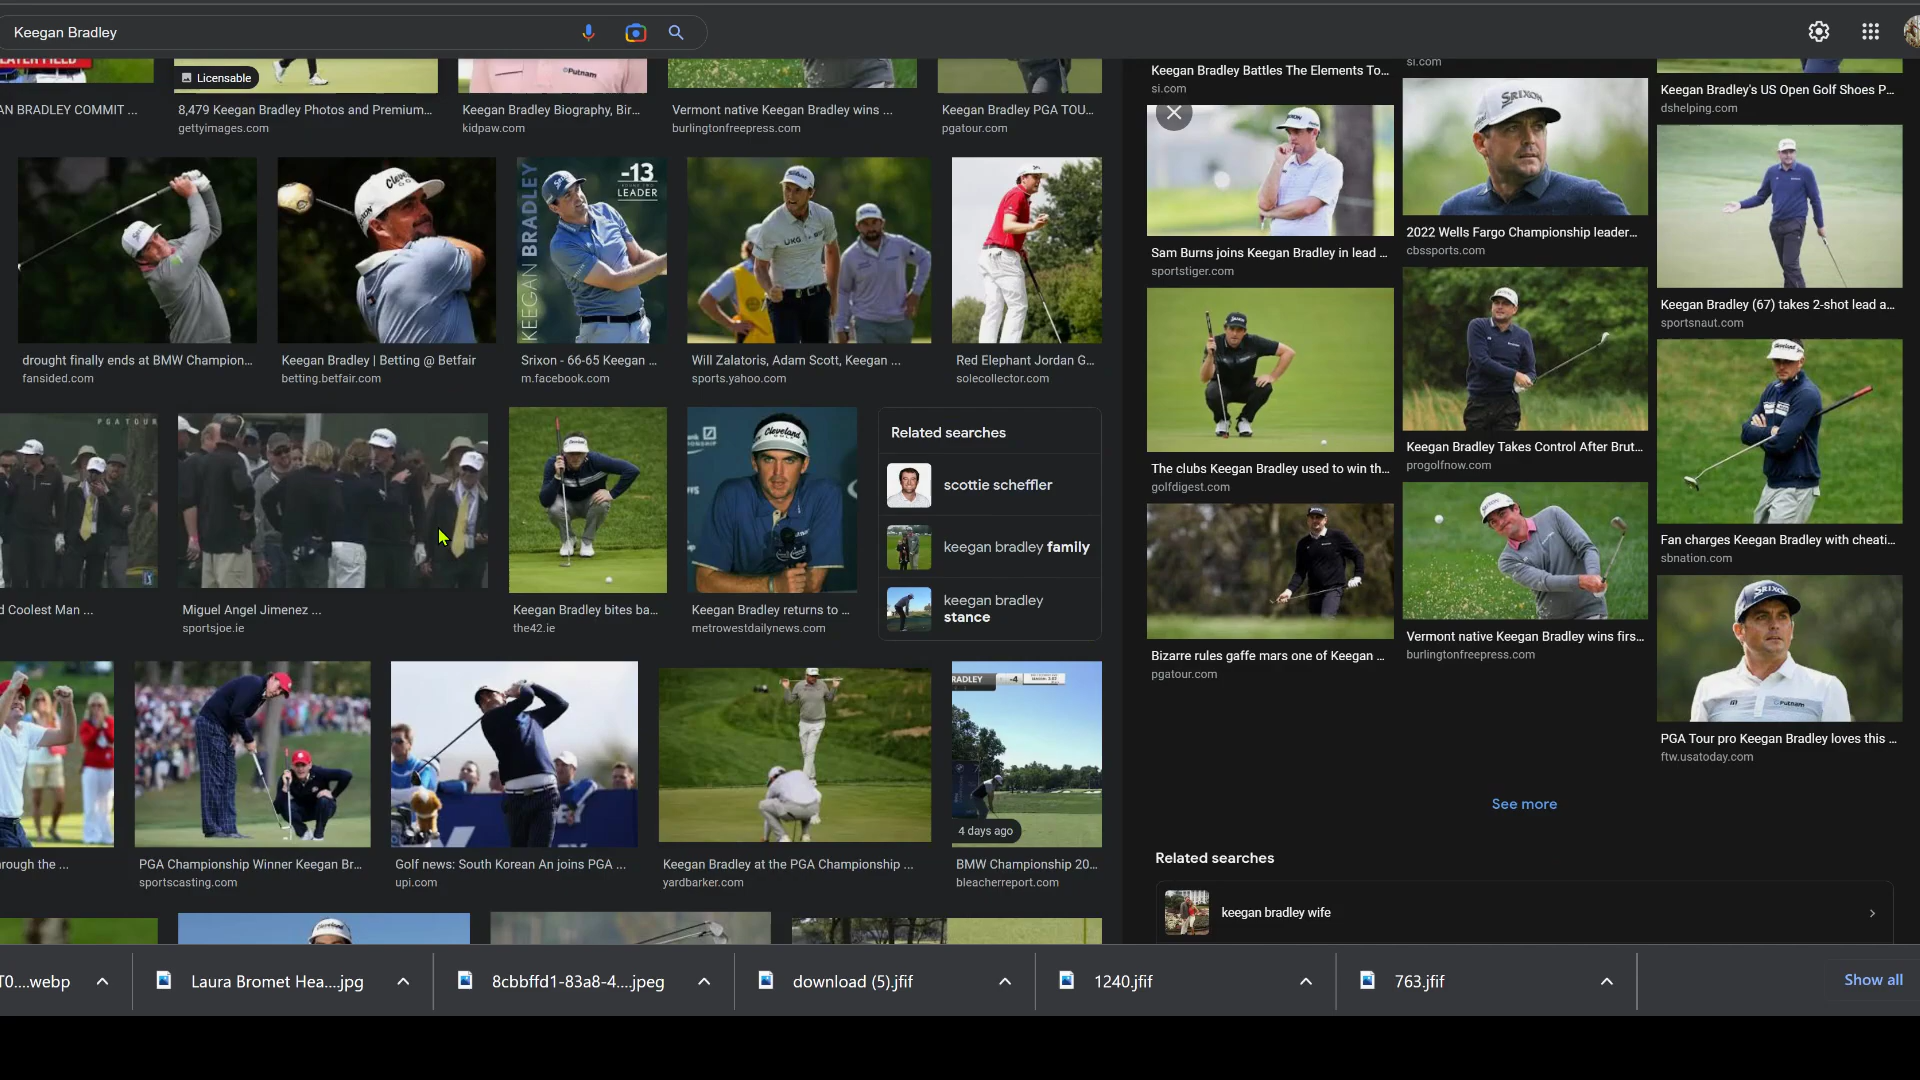 Keegan Bradley
Licensable
©Putnam
AN BRADLEY COMMIT ...
8,479 Keegan Bradley Photos and Premium...
gettyimages.com
Keegan Bradley Biography, Bir...
kidpaw.com
Vermont native Keegan Bradley wins ...
burlingtonfreepress.com
Keegan Bradley PGA TOU...
pgatour.com
Cleveland
KEEGAN BRADLEY
-13
LEADER
UKG
drought finally ends at BMW Champion...
fansided.com
Keegan Bradley | Betting @ Betfair
betting.betfair.com
Srixon - 66-65 Keegan ...
m.facebook.com
Will Zalatoris, Adam Scott, Keegan ...
sports.yahoo.com
Red Elephant Jordan G...
solecollector.com
PGA TOUR
Cleveland
d Coolest Man ...
Miguel Angel Jimenez ...
sportsjoe.ie
Keegan Bradley bites ba...
the42.ie
Keegan Bradley returns to ...
metrowestdailynews.com
Related searches
scottie scheffler
keegan bradley family
keegan bradley
stance
RADLEY
-4
4 days ago
rough the ...
PGA Championship Winner Keegan Br...
sportscasting.com
Golf news: South Korean An joins PGA ...
upi.com
Keegan Bradley at the PGA Championship ...
yardbarker.com
BMW Championship 20...
bleacherreport.com
Keegan Bradley Battles The Elements To...
si.com
Sam Burns joins Keegan Bradley in lead ...
sportstiger.com
The clubs Keegan Bradley used to win th...
golfdigest.com
Bizarre rules gaffe mars one of Keegan ...
pgatour.com
si.com
SRIXON
2022 Wells Fargo Championship leader...
cbssports.com
Keegan Bradley Takes Control After Brut...
progolfnow.com
Vermont native Keegan Bradley wins firs...
burlingtonfreepress.com
Keegan Bradley's US Open Golf Shoes P...
dshelping.com
Keegan Bradley (67) takes 2-shot lead a...
sportsnaut.com
Fan charges Keegan Bradley with cheati...
sbnation.com
SRIXON
©Putnam
PGA Tour pro Keegan Bradley loves this ...
ftw.usatoday.com
See more
Related searches
keegan bradley wife
T0....webp
Laura Bromet Hea....jpg
8cbbffd1-83a8-4....jpeg
download (5).jfif
1240.jfif
763.jfif
Show all